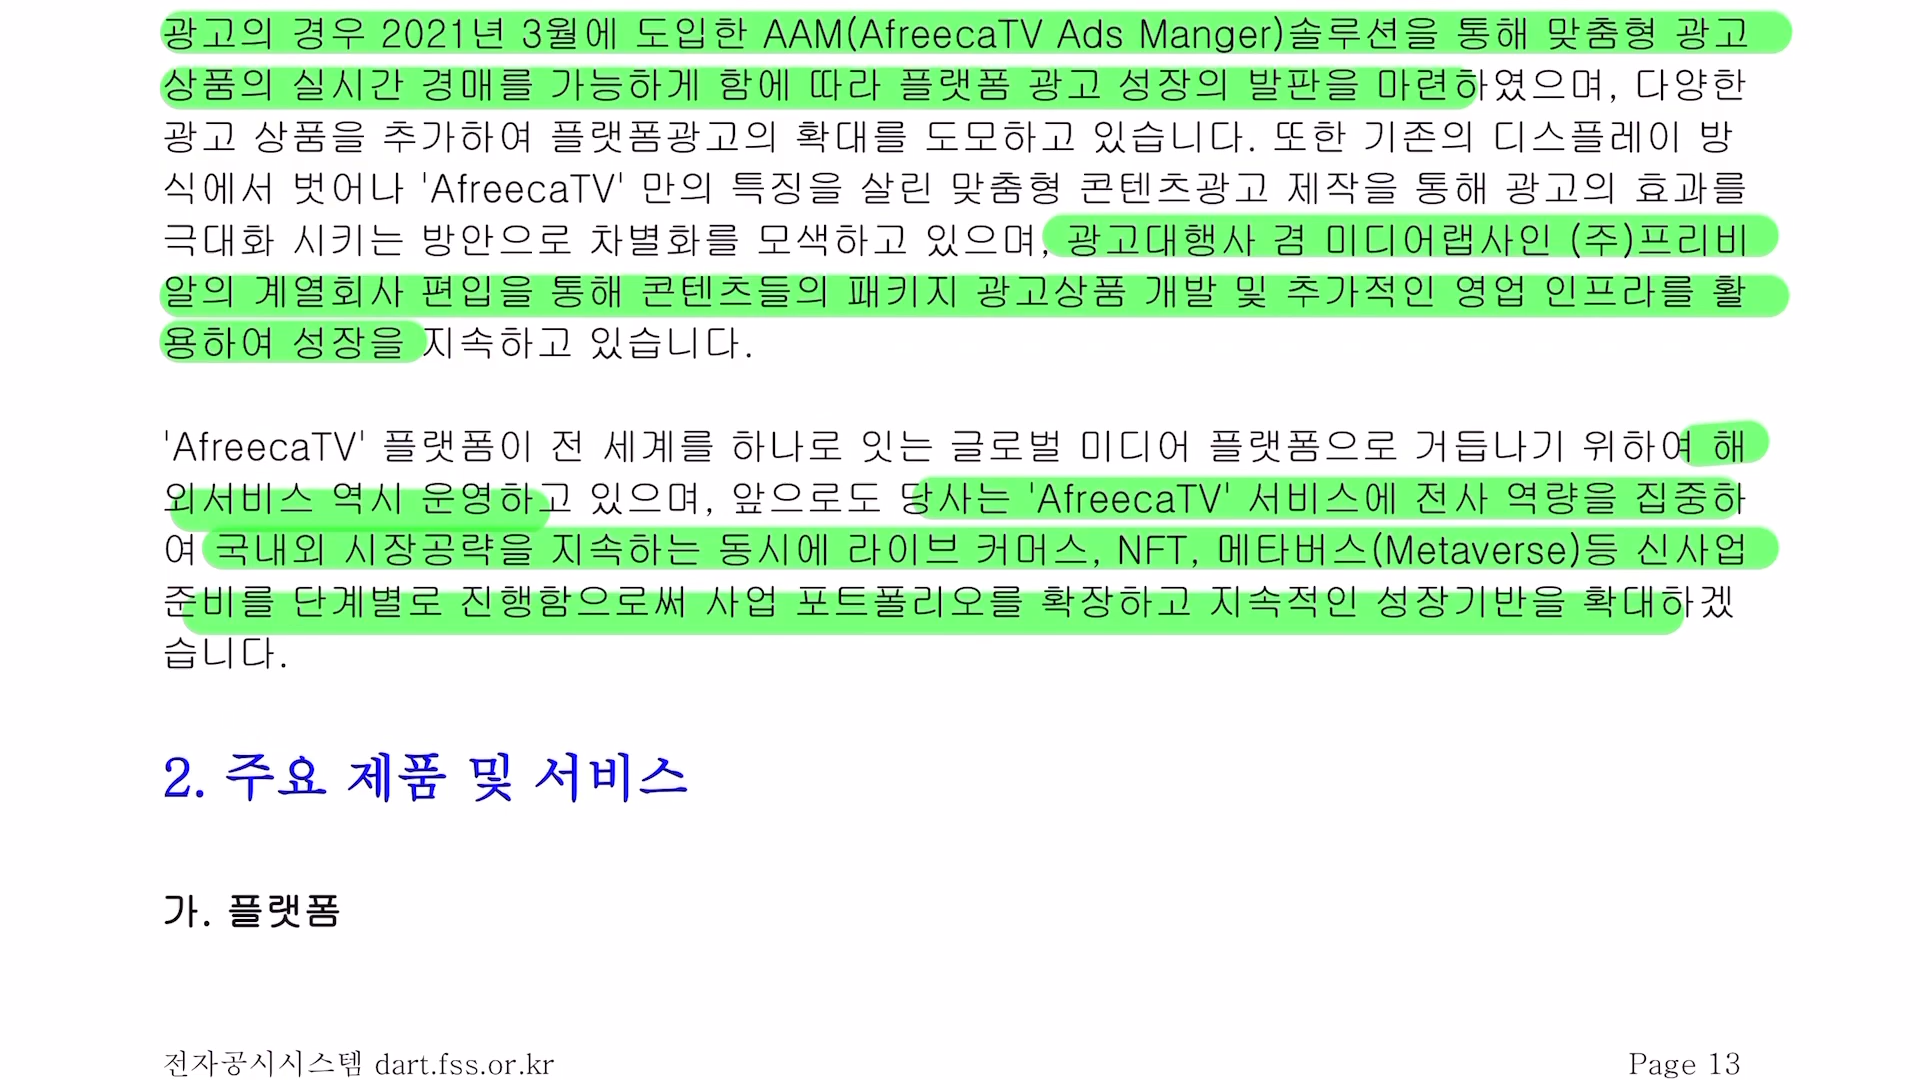 광고의 경우 2021년 3월에 도입한 AAM(AfreecaTV Ads Manger)솔루션을 통해 맞춤형 광고
상품의 실시간 경매를 가능하게 함에 따라 플랫폼 광고 성장의 발판을 마련하였으며, 다양한
광고 상품을 추가하여 플랫폼광고의 확대를 도모하고 있습니다. 또한 기존의 디스플레이 방
식에서 벗어나 'AfreecaTV' 만의 특징을 살린 맞춤형 콘텐츠광고 제작을 통해 광고의 효과를
극대화 시키는 방안으로 차별화를 모색하고 있으며, 광고대행사 겸 미디어랩사인 (주)프리비
알의 계열회사 편입을 통해 콘텐츠들의 패키지 광고상품 개발 및 추가적인 영업 인프라를 활
용하여 성장을 지속하고 있습니다.
'AfreecaTV' 플랫폼이 전 세계를 하나로 잇는 글로벌 미디어 플랫폼으로 거듭나기 위하여 해
외서비스 역시 운영하고 있으며, 앞으로도 당사는 'AfreecaTV' 서비스에 전사 역량을 집중하
여 국내외 시장공략을 지속하는 동시에 라이브 커머스, NFT, 메타버스(Metaverse)등 신사업
준비를 단계별로 진행함으로써 사업 포트폴리오를 확장하고 지속적인 성장기반을 확대하겠
습니다.
2. 주요 제품 및 서비스
가. 플랫폼
전자공시시스템 dart.fss.or.kr
Page 13